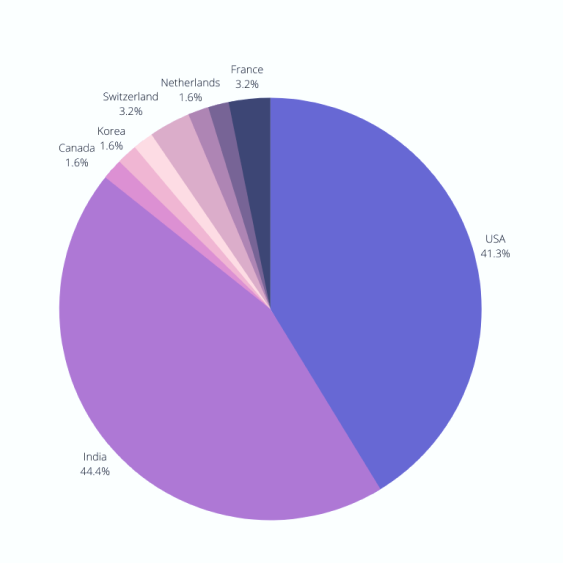 France
3.2%
Netherlands
1.6%
Switzerland
3.2%
Korea
1.6%
Canada
1.6%
USA
41.3%
India
44.4%